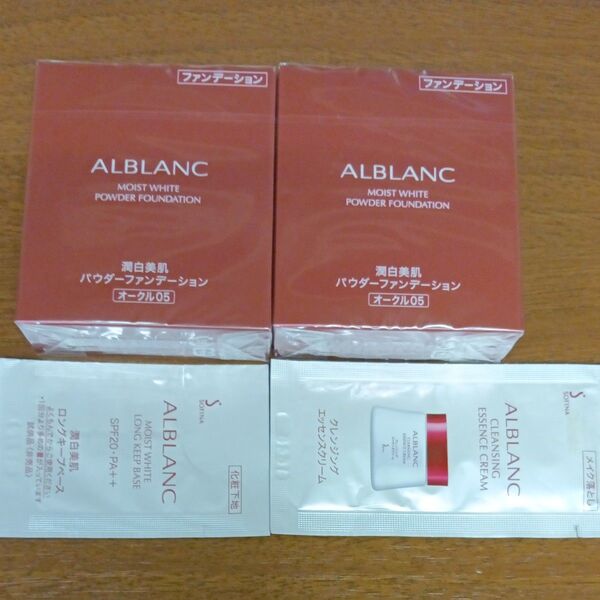 ファンデーション
ALBLANC
MOIST WHITE
POWDER FOUNDATION
潤白美肌
パウダーファンデーション
オークル05
ファンデーション
ALBLANC
MOIST WHITE
POWDER FOUNDATION
潤白美肌
パウダーファンデーション
オークル05
SOFINA
化粧下地
ALBLANC
MOIST WHITE
LONG KEEP BASE
SPF20・PA++
潤白美肌
ロングキープベース
SOFINA
メイク落とし
ALBLANC
CLEANSING
ESSENCE CREAM
ALBLANC
クレンジング
エッセンスクリーム